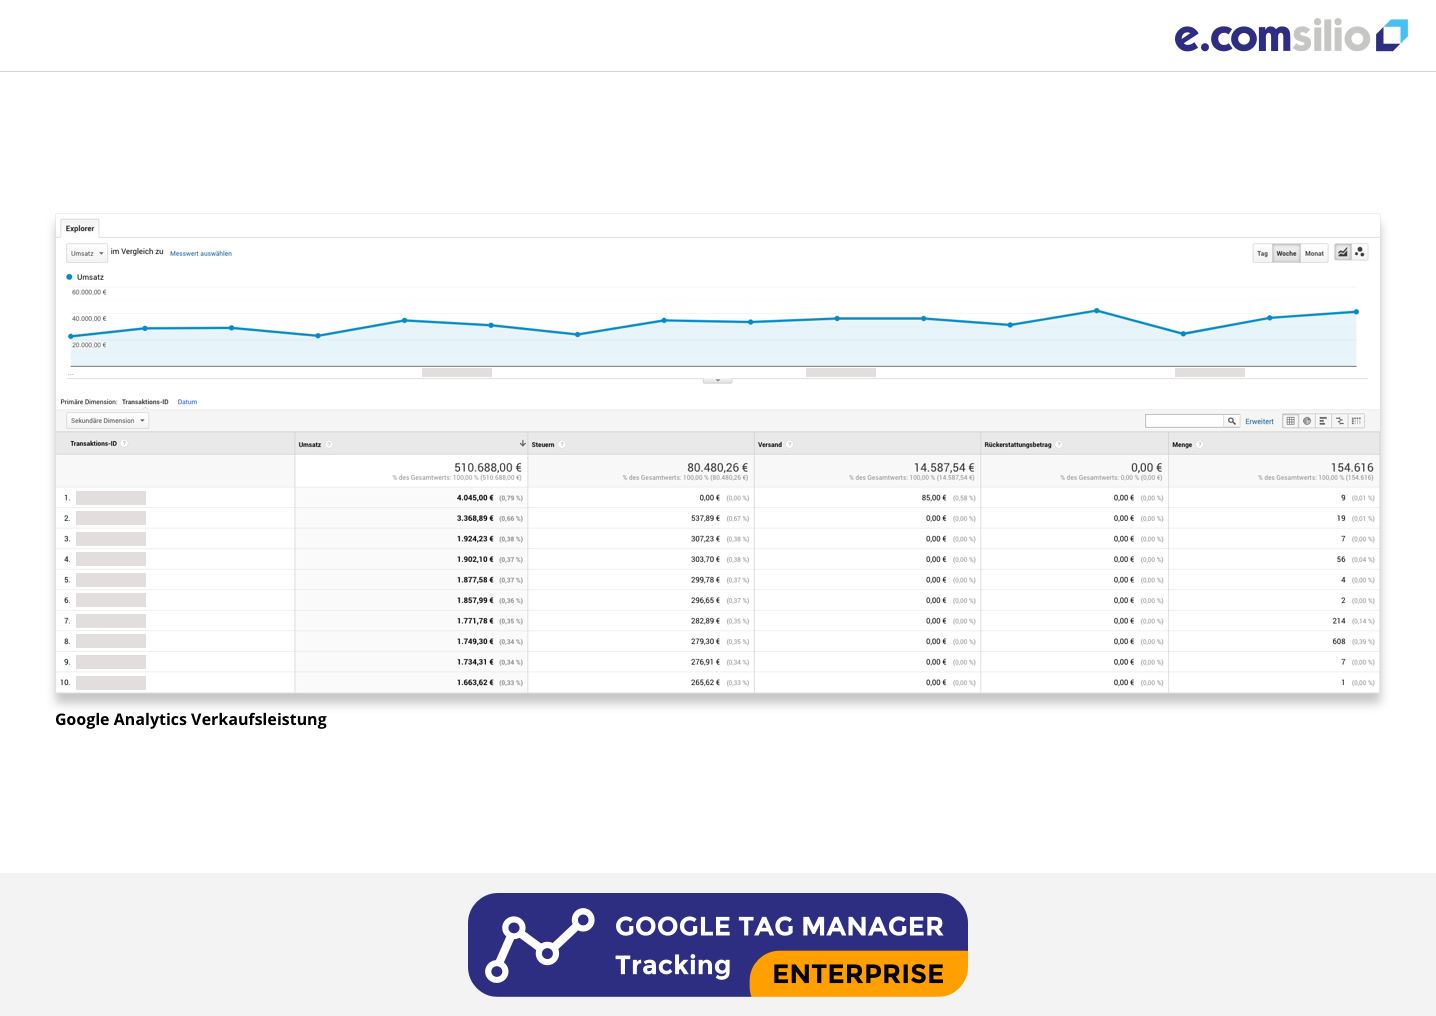 e.comsilio
Explorer
Umsatz im Vergleich zu Messwert auswählen Tag Woche Monat
Umsatz
60.000,00 €
40.000,00 €
20.000,00 €
...
Primäre Dimension: Transaktions-ID Datum
Sekundäre Dimension Erweitert
Transaktions-ID ? Umsatz ? Steuern ? Versand ? Rückerstattungsbetrag ? Menge ?
510.688,00 € 80.480,26 € 14.587,54 € 0,00 € 154.616
% des Gesamtwerts: 100,00 % (510.688,00 €) % des Gesamtwerts: 100,00 % (80.480,26 €) % des Gesamtwerts: 100,00 % (14.587,54 €) % des Gesamtwerts: 0,00 % (0,00 €) % des Gesamtwerts: 100,00 % (154.616)
1. 4.045,00 € (0,79 %) 0,00 € (0,00 %) 85,00 € (0,58 %) 0,00 € (0,00 %) 9 (0,01 %)
2. 3.368,89 € (0,66 %) 537,89 € (0,67 %) 0,00 € (0,00 %) 0,00 € (0,00 %) 19 (0,01 %)
3. 1.924,23 € (0,38 %) 307,23 € (0,38 %) 0,00 € (0,00 %) 0,00 € (0,00 %) 7 (0,00 %)
4. 1.902,10 € (0,37 %) 303,70 € (0,38 %) 0,00 € (0,00 %) 0,00 € (0,00 %) 56 (0,04 %)
5. 1.877,58 € (0,37 %) 299,78 € (0,37 %) 0,00 € (0,00 %) 0,00 € (0,00 %) 4 (0,00 %)
6. 1.857,99 € (0,36 %) 296,65 € (0,37 %) 0,00 € (0,00 %) 0,00 € (0,00 %) 2 (0,00 %)
7. 1.771,78 € (0,35 %) 282,89 € (0,35 %) 0,00 € (0,00 %) 0,00 € (0,00 %) 214 (0,14 %)
8. 1.749,30 € (0,34 %) 279,30 € (0,35 %) 0,00 € (0,00 %) 0,00 € (0,00 %) 608 (0,39 %)
9. 1.734,31 € (0,34 %) 276,91 € (0,34 %) 0,00 € (0,00 %) 0,00 € (0,00 %) 7 (0,00 %)
10. 1.663,62 € (0,33 %) 265,62 € (0,33 %) 0,00 € (0,00 %) 0,00 € (0,00 %) 1 (0,00 %)
Google Analytics Verkaufsleistung
GOOGLE TAG MANAGER
Tracking
ENTERPRISE